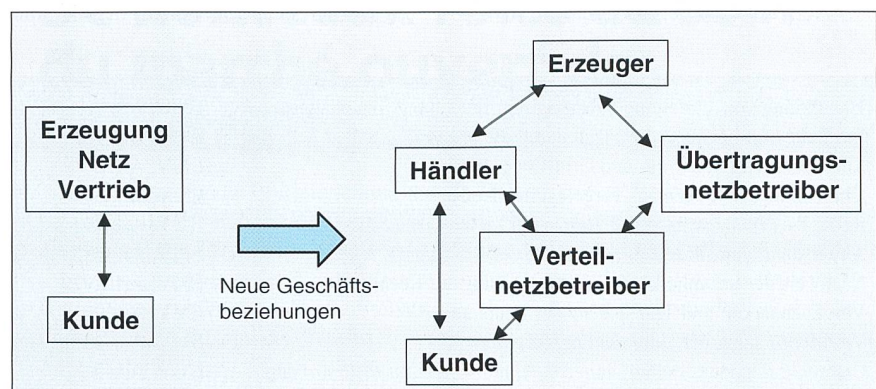 Erzeugung
Netz
Vertrieb
Kunde
Neue Geschäfts-
beziehungen
Erzeuger
Händler
Übertragungs-
netzbetreiber
Verteil-
netzbetreiber
Kunde